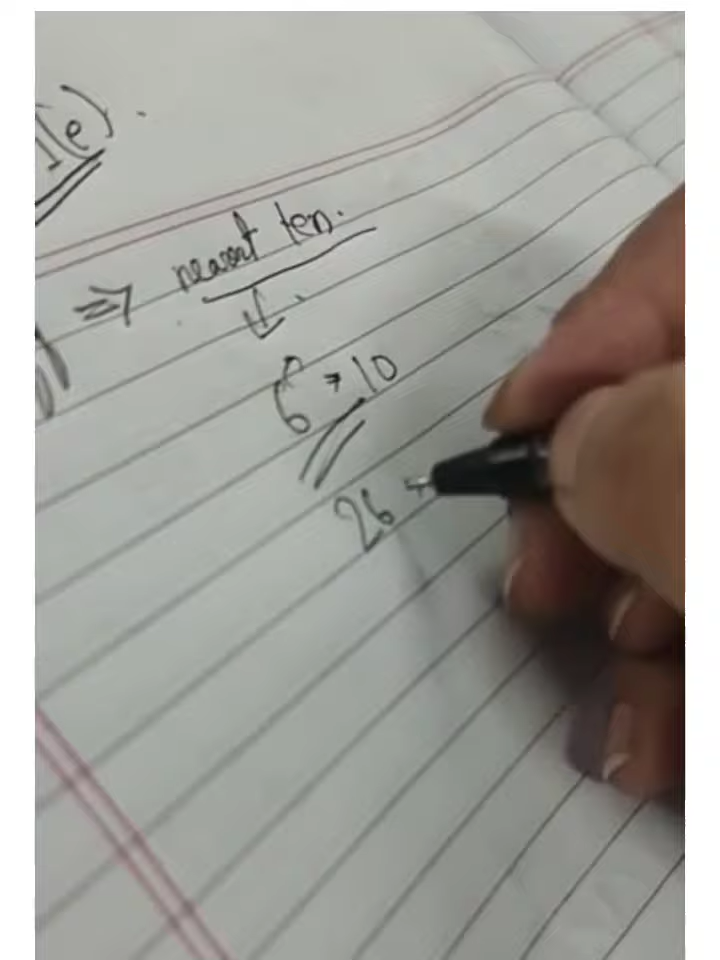 1(e).
⇒ nearest ten.
↓
6 → 10
26